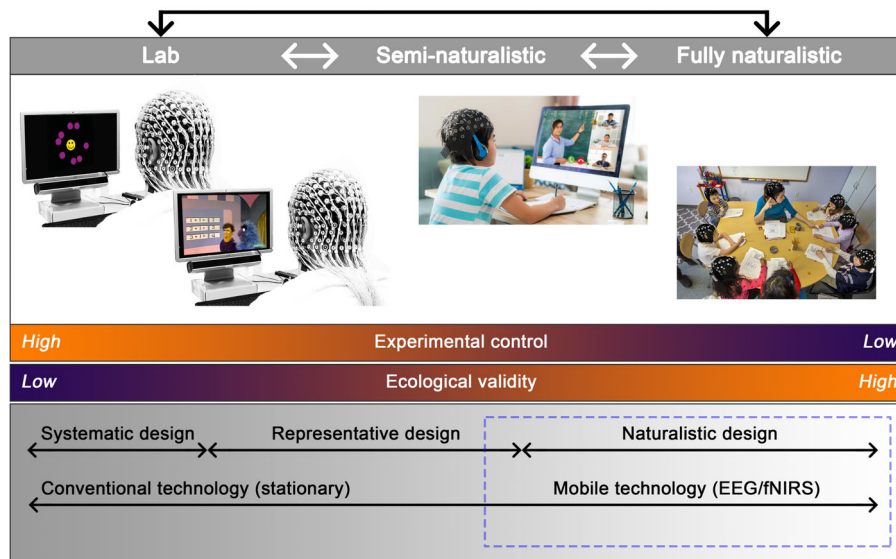 Lab Semi-naturalistic Fully naturalistic
High Experimental control Low
Low Ecological validity High
Systematic design Representative design Naturalistic design
Conventional technology (stationary) Mobile technology (EEG/fNIRS)